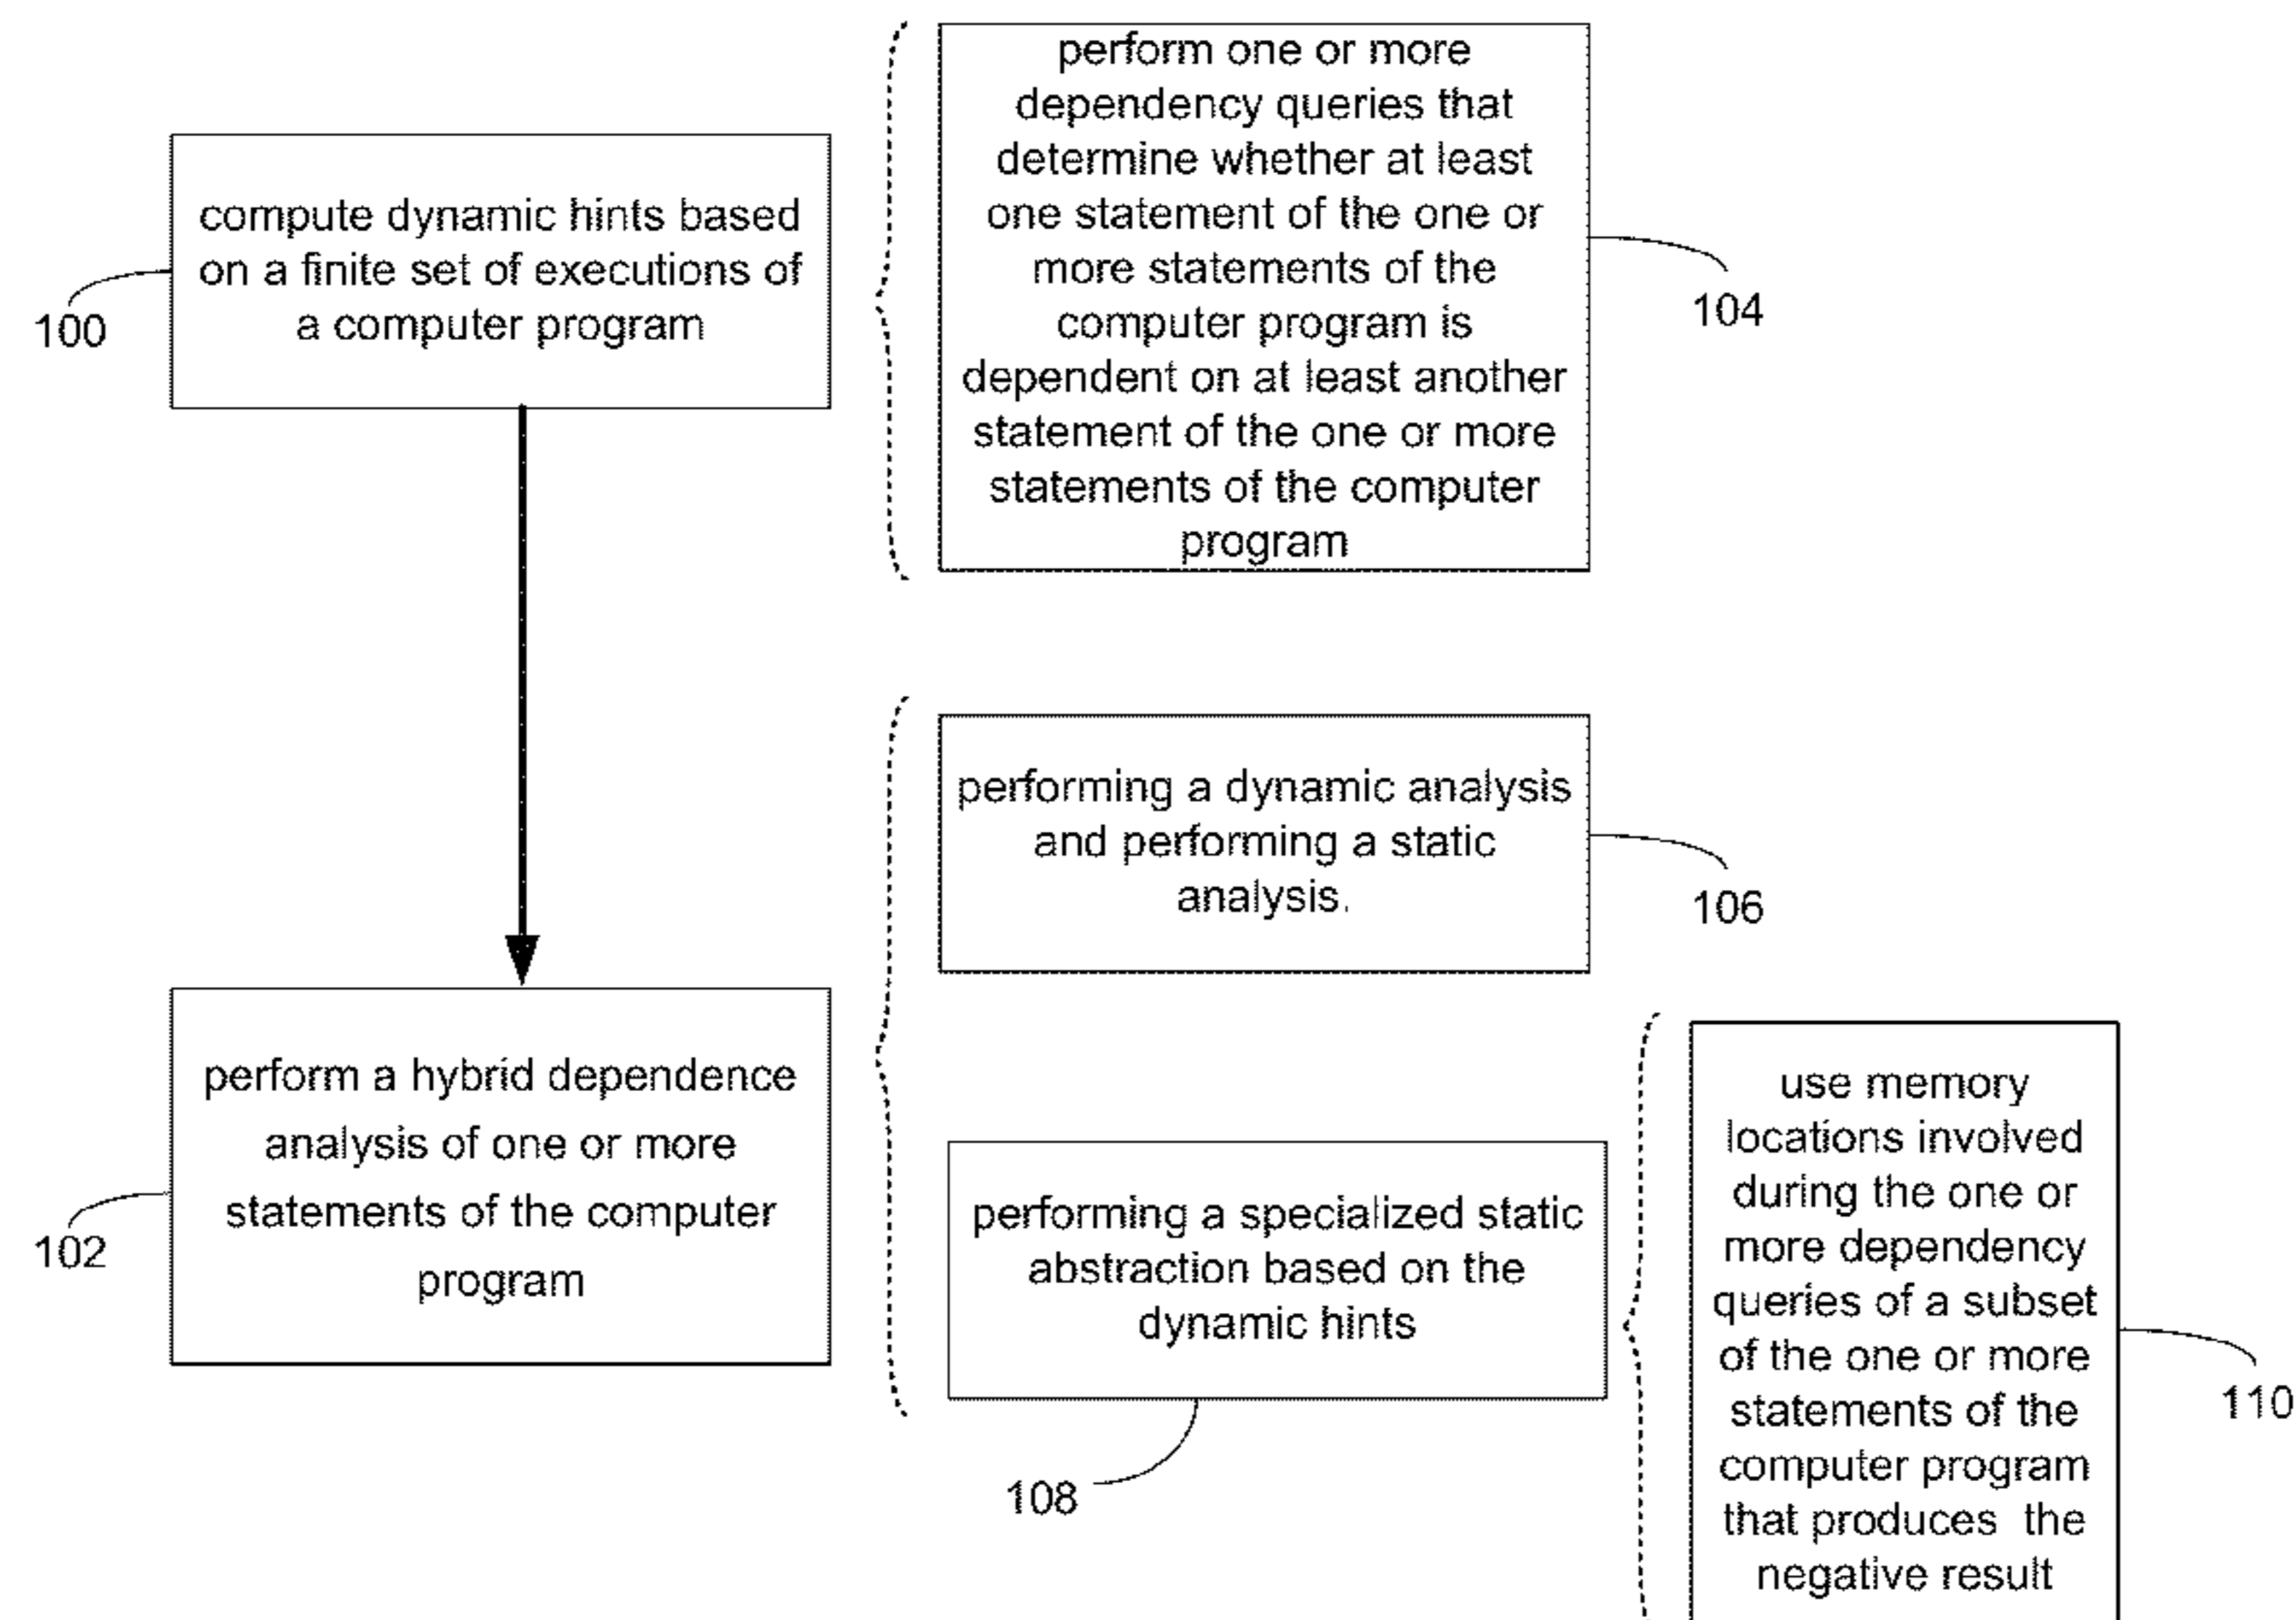 compute dynamic hints based
on a finite set of executions of
a computer program
100
perform one or more
dependency queries that
determine whether at least
one statement of the one or
more statements of the
computer program is
dependent on at least another
statement of the one or more
statements of the computer
program
104
performing a dynamic analysis
and performing a static
analysis.
106
perform a hybrid dependence
analysis of one or more
statements of the computer
program
102
performing a specialized static
abstraction based on the
dynamic hints
108
use memory
locations involved
during the one or
more dependency
queries of a subset
of the one or more
statements of the
computer program
that produces the
negative result
110